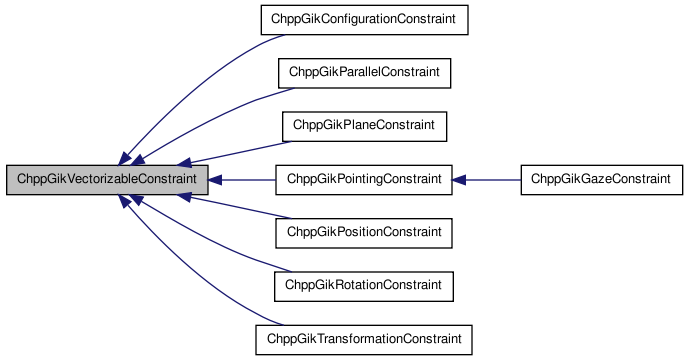 ChppGikConfigurationConstraint
ChppGikParallelConstraint
ChppGikPlaneConstraint
ChppGikVectorizableConstraint
ChppGikPointingConstraint
ChppGikGazeConstraint
ChppGikPositionConstraint
ChppGikRotationConstraint
ChppGikTransformationConstraint